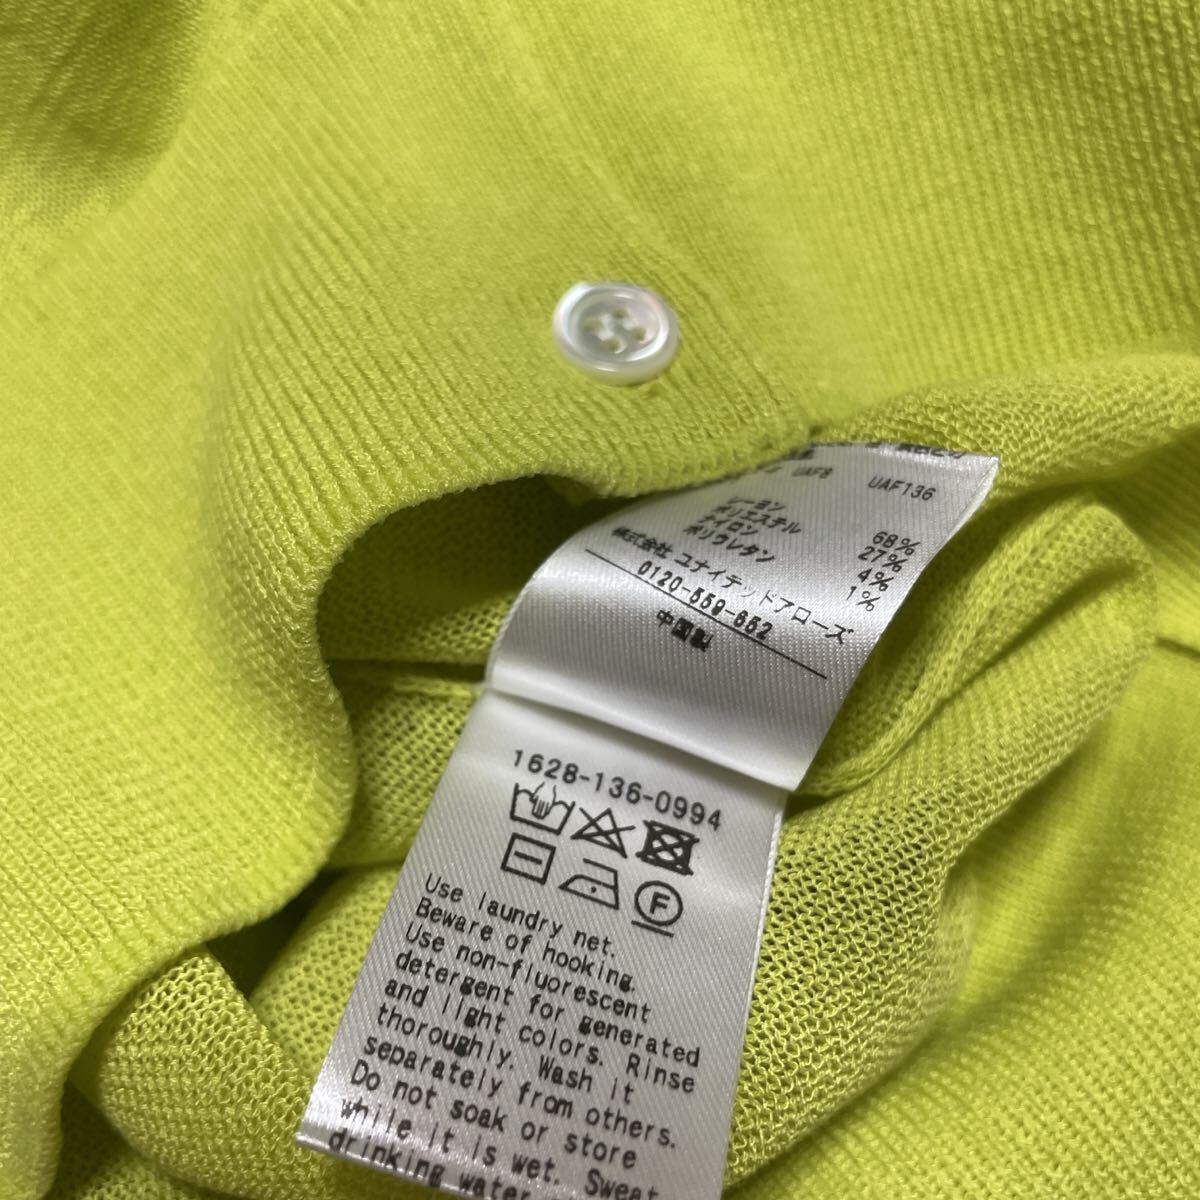 UAF8 UAF136
レーヨン 68%
ポリエステル 27%
ナイロン 4%
ポリウレタン 1%
株式会社 ユナイテッドアローズ
0120-559-652
中国製
1628-136-0994
F
Use laundry net.
Beware of hooking.
Use non-fluorescent
detergent for generated
and light colors. Rinse
thoroughly. Wash it
separately from others.
Do not soak or store
while it is wet. Sweat
drinking water